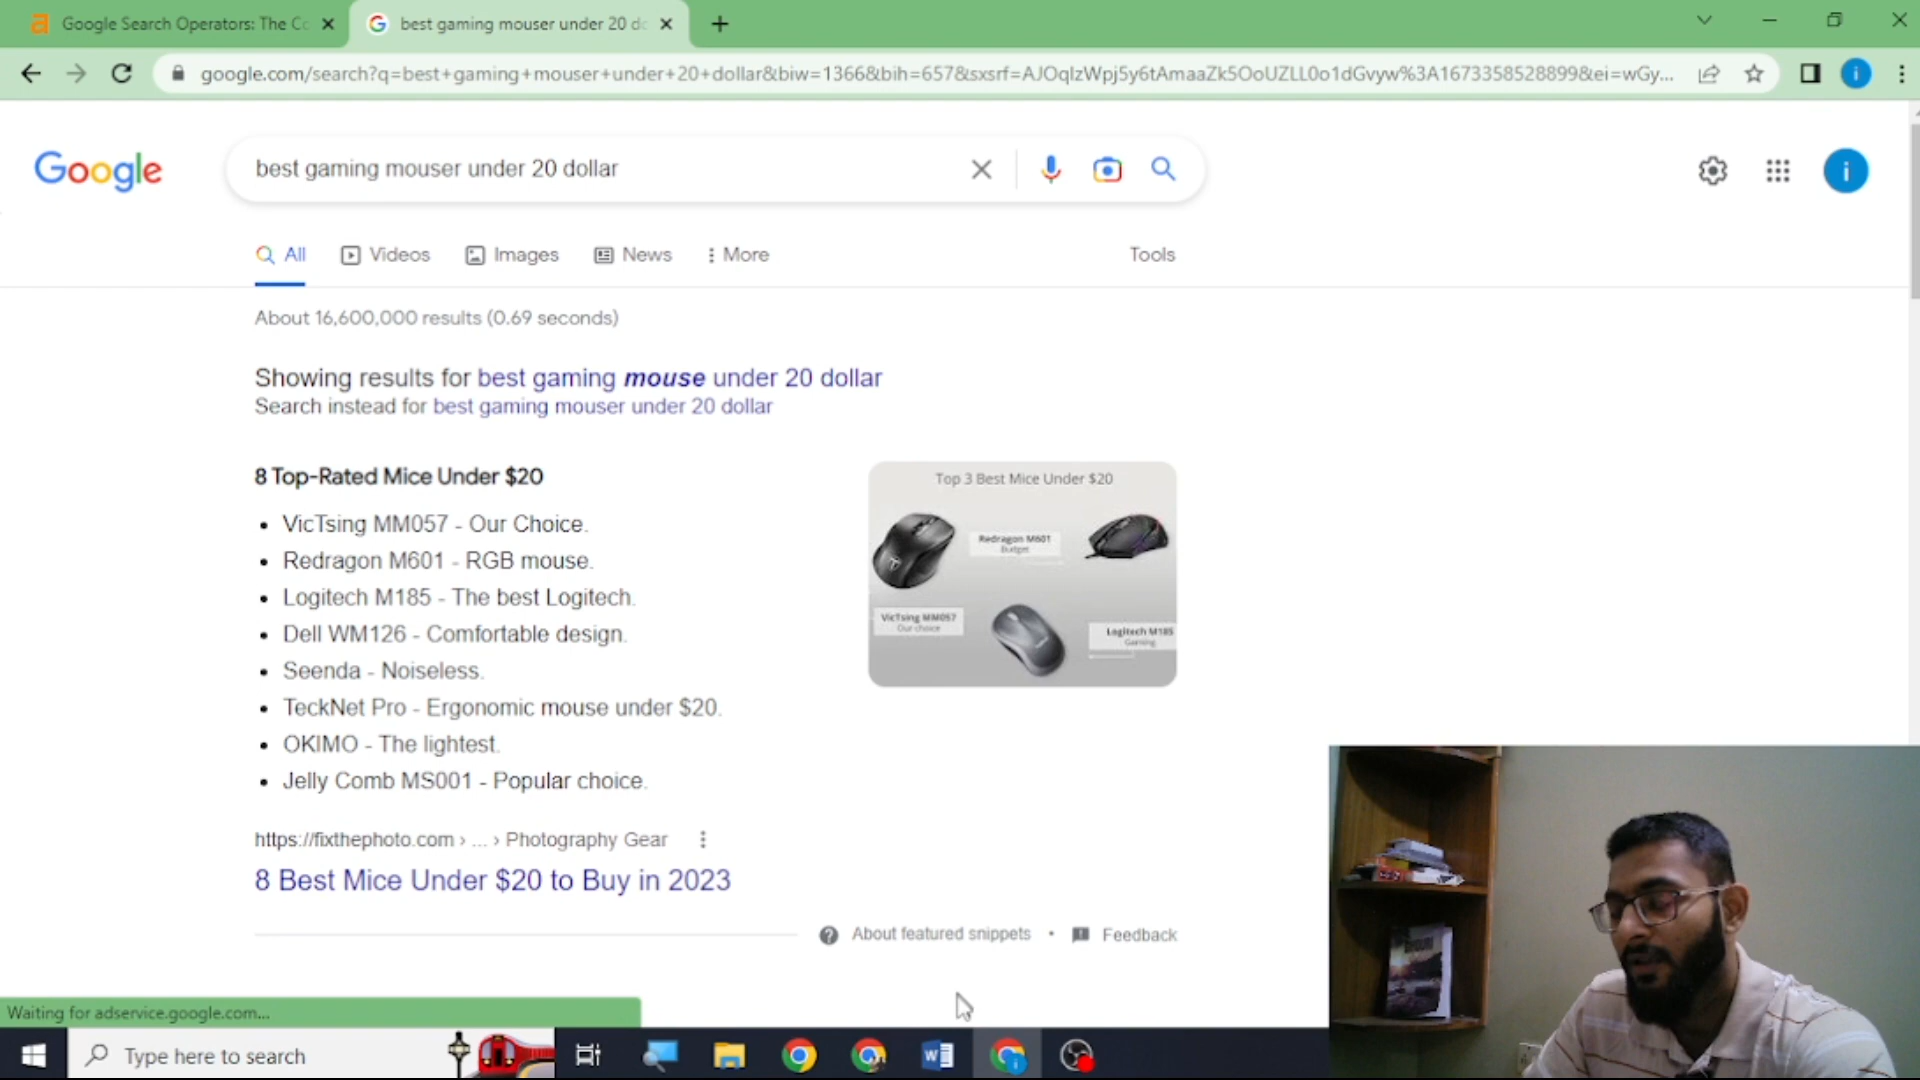 Google Search Operators: The Co
best gaming mouser under 20 do
google.com/search?q=best+gaming+mouser+under+20+dollar&biw=1366&bih=657&sxsrf=AJOqlzWpj5y6tAmaaZk5OoUZLL0o1dGvyw%3A1673358528899&ei=wGy...
i
Google
best gaming mouser under 20 dollar
i
All
Videos
Images
News
More
Tools
About 16,600,000 results (0.69 seconds)
Showing results for best gaming mouse under 20 dollar
Search instead for best gaming mouser under 20 dollar
8 Top-Rated Mice Under $20
• VicTsing MM057 - Our Choice.
• Redragon M601 - RGB mouse.
• Logitech M185 - The best Logitech.
• Dell WM126 - Comfortable design.
• Seenda - Noiseless.
• TeckNet Pro - Ergonomic mouse under $20.
• OKIMO - The lightest.
• Jelly Comb MS001 - Popular choice.
Top 3 Best Mice Under $20
Redragon M601
Budget
VicTsing MM057
Our choice
Logitech M185
Gaming
https://fixthephoto.com › ... › Photography Gear
8 Best Mice Under $20 to Buy in 2023
About featured snippets • Feedback
Waiting for adservice.google.com...
Type here to search